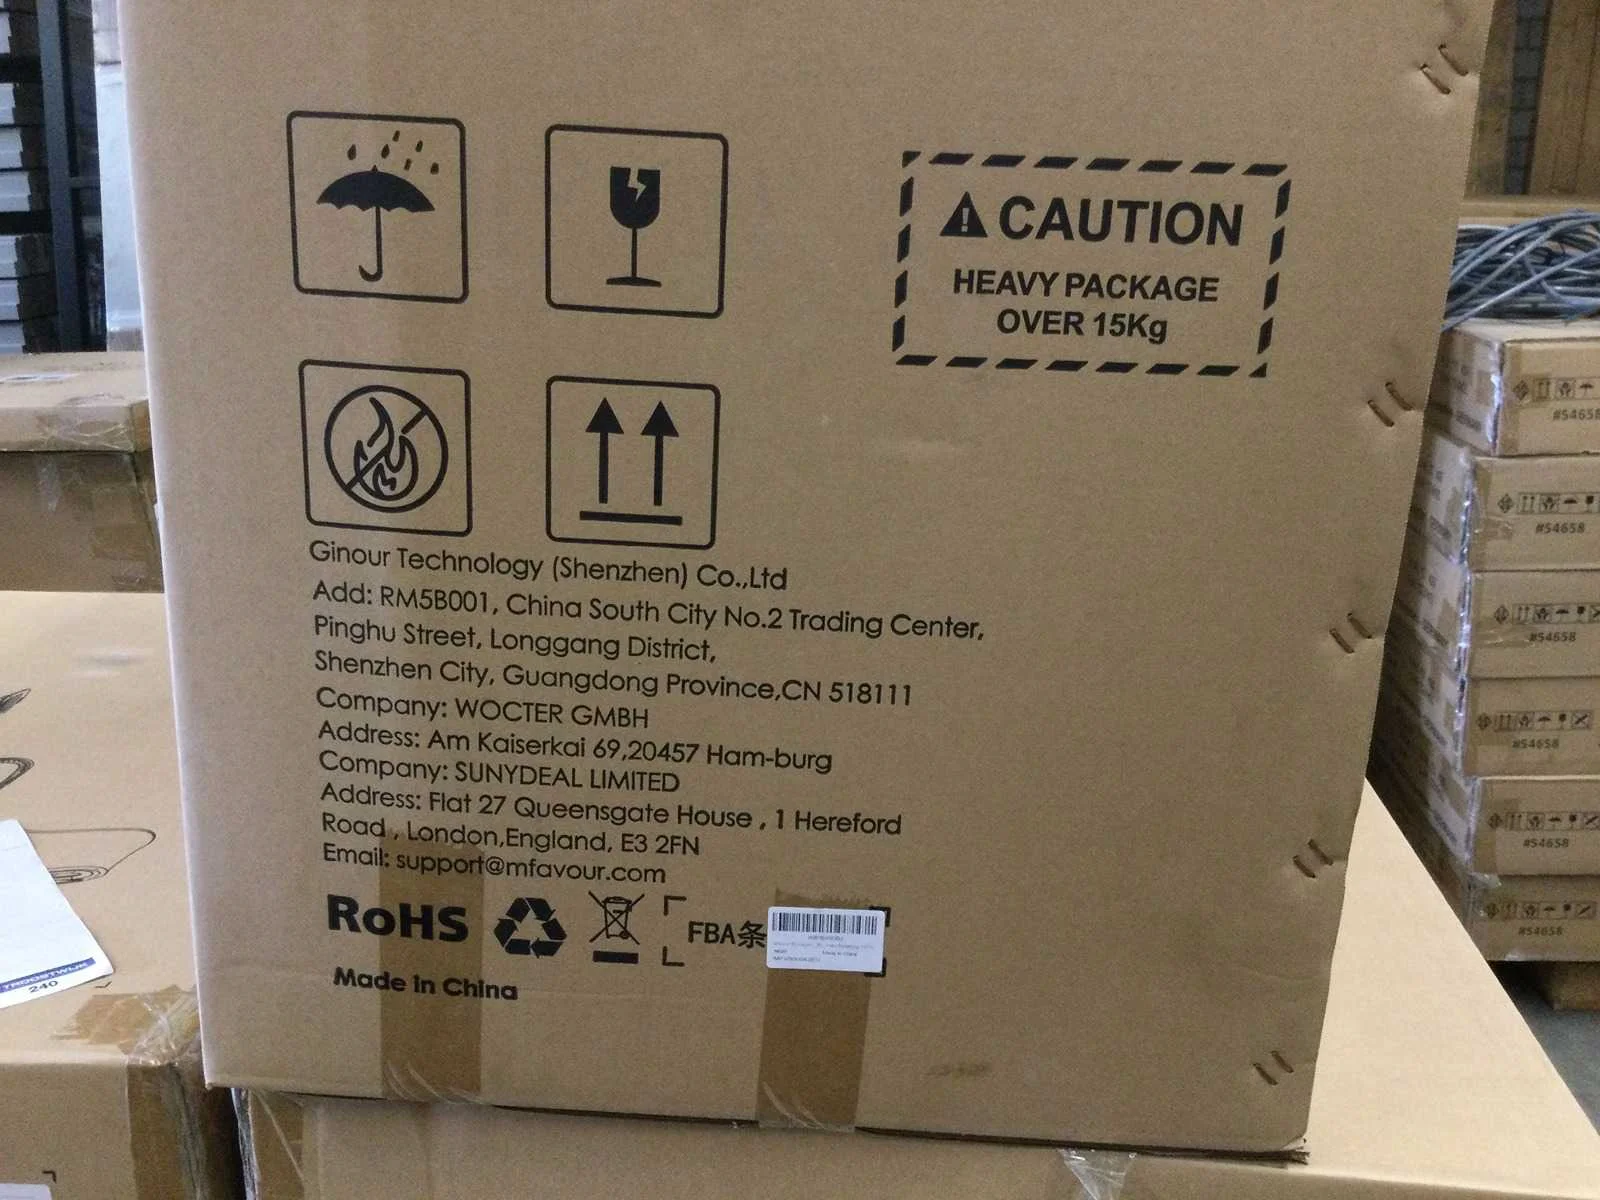 CAUTION
HEAVY PACKAGE
OVER 15Kg
Ginour Technology (Shenzhen) Co.,Ltd
Add: RM5B001, China South City No.2 Trading Center,
Pinghu Street, Longgang District,
Shenzhen City, Guangdong Province,CN 518111
Company: WOCTER GMBH
Address: Am Kaiserkai 69,20457 Ham-burg
Company: SUNYDEAL LIMITED
Address: Flat 27 Queensgate House , 1 Hereford
Road , London,England, E3 2FN
Email: support@mfavour.com
RoHS
FBA条
Made in China
TROOSTWIJK
240
#54658
#54658
#54658
#54658
#54658
#54658